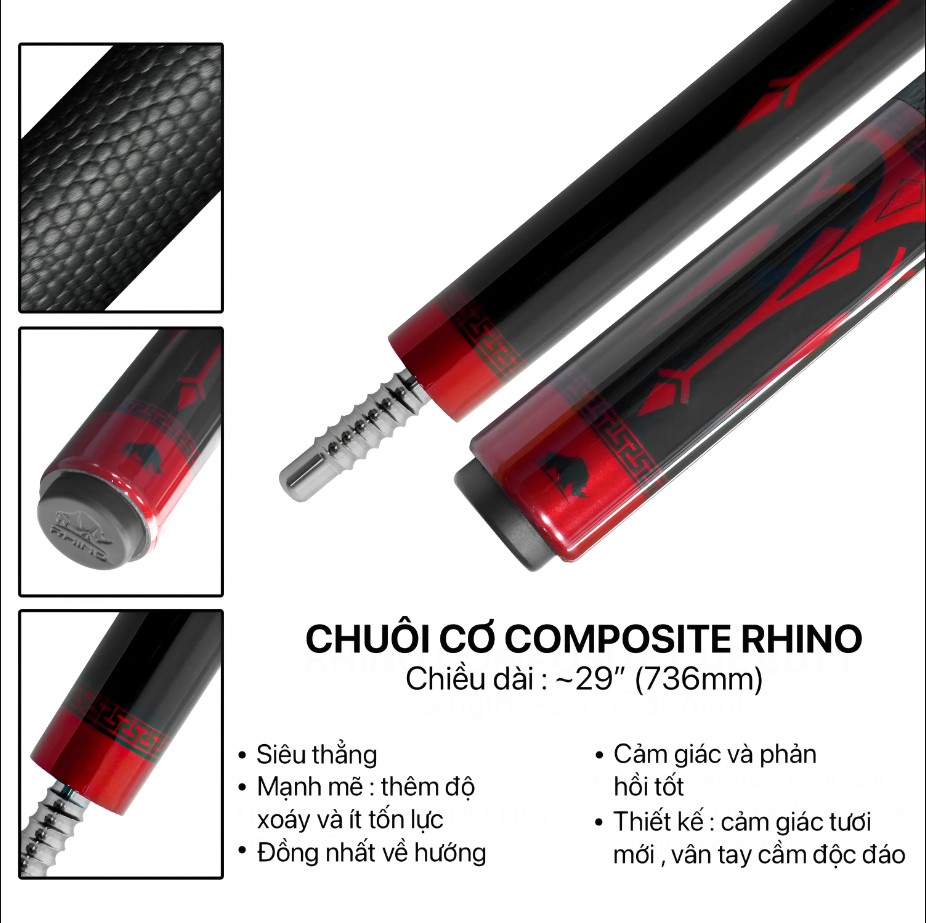 RHINO
CHUÔI CƠ COMPOSITE RHINO
Chiều dài : ~29” (736mm)
• Siêu thẳng
• Mạnh mẽ : thêm độ
xoáy và ít tốn lực
• Đồng nhất về hướng
• Cảm giác và phản
hồi tốt
• Thiết kế : cảm giác tươi
mới , vân tay cầm độc đáo